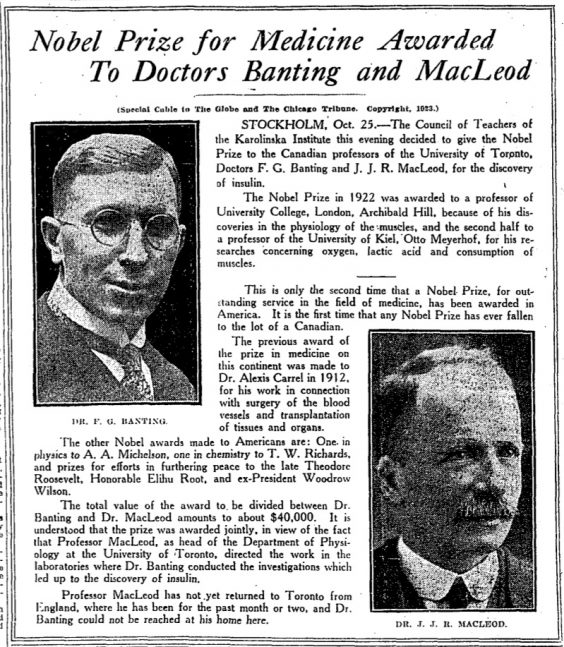 Nobel Prize for Medicine Awarded
To Doctors Banting and MacLeod
(Special Cable to The Globe and The Chicago Tribune. Copyright, 1923.)
STOCKHOLM, Oct. 25.—The Council of Teachers of
the Karolinska Institute this evening decided to give the Nobel
Prize to the Canadian professors of the University of Toronto,
Doctors F. G. Banting and J. J. R. MacLeod, for the discovery
of insulin.
The Nobel Prize in 1922 was awarded to a professor of
University College, London, Archibald Hill, because of his dis-
coveries in the physiology of the muscles, and the second half to
a professor of the University of Kiel, Otto Meyerhof, for his re-
searches concerning oxygen, lactic acid and consumption of
muscles.
This is only the second time that a Nobel Prize, for out-
standing service in the field of medicine, has been awarded in
America. It is the first time that any Nobel Prize has ever fallen
to the lot of a Canadian.
The previous award of
the prize in medicine on
this continent was made to
Dr. Alexis Carrel in 1912,
for his work in connection
with surgery of the blood
vessels and transplantation
of tissues and organs.
DR. F. G. BANTING.
The other Nobel awards made to Americans are: One in
physics to A. A. Michelson, one in chemistry to T. W. Richards,
and prizes for efforts in furthering peace to the late Theodore
Roosevelt, Honorable Elihu Root, and ex-President Woodrow
Wilson.
The total value of the award to be divided between Dr.
Banting and Dr. MacLeod amounts to about $40,000. It is
understood that the prize was awarded jointly, in view of the fact
that Professor MacLeod, as head of the Department of Physi-
ology at the University of Toronto, directed the work in the
laboratories where Dr. Banting conducted the investigations which
led up to the discovery of insulin.
Professor MacLeod has not yet returned to Toronto from
England, where he has been for the past month or two, and Dr.
Banting could not be reached at his home here.
DR. J. J. R. MACLEOD.